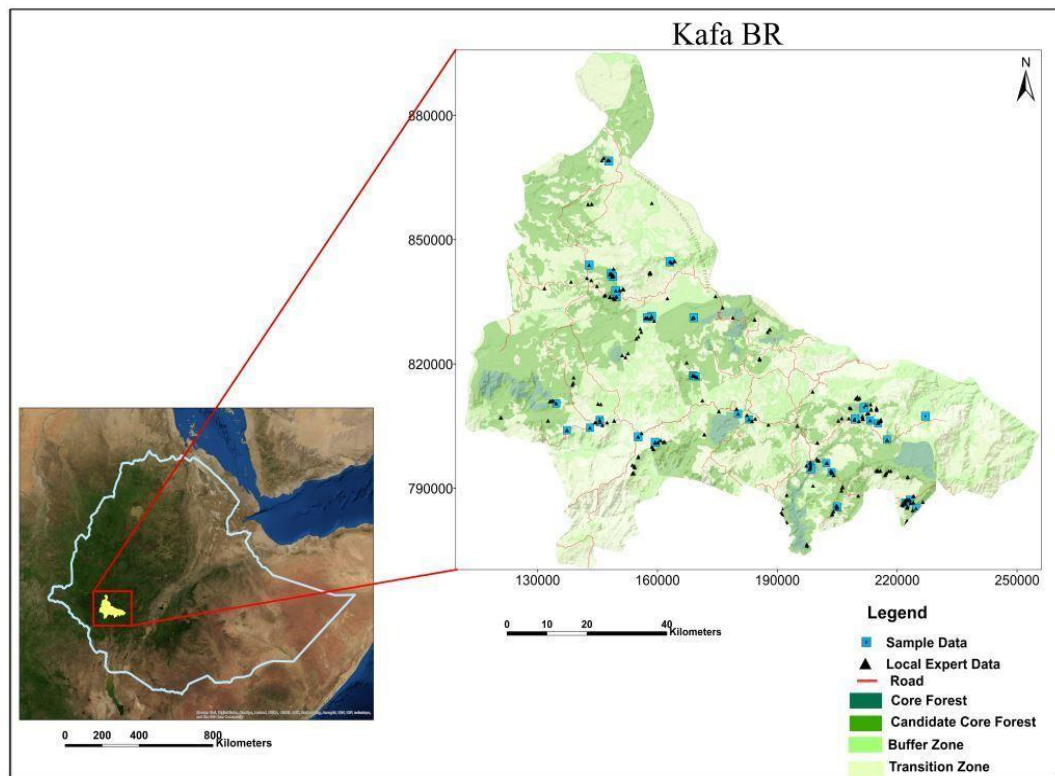 Kafa BR
N
880000
850000
820000
790000
130000 160000 190000 220000 250000
0 10 20 40
Kilometers
0 200 400 800
Kilometers
Legend
Sample Data
Local Expert Data
Road
Core Forest
Candidate Core Forest
Buffer Zone
Transition Zone